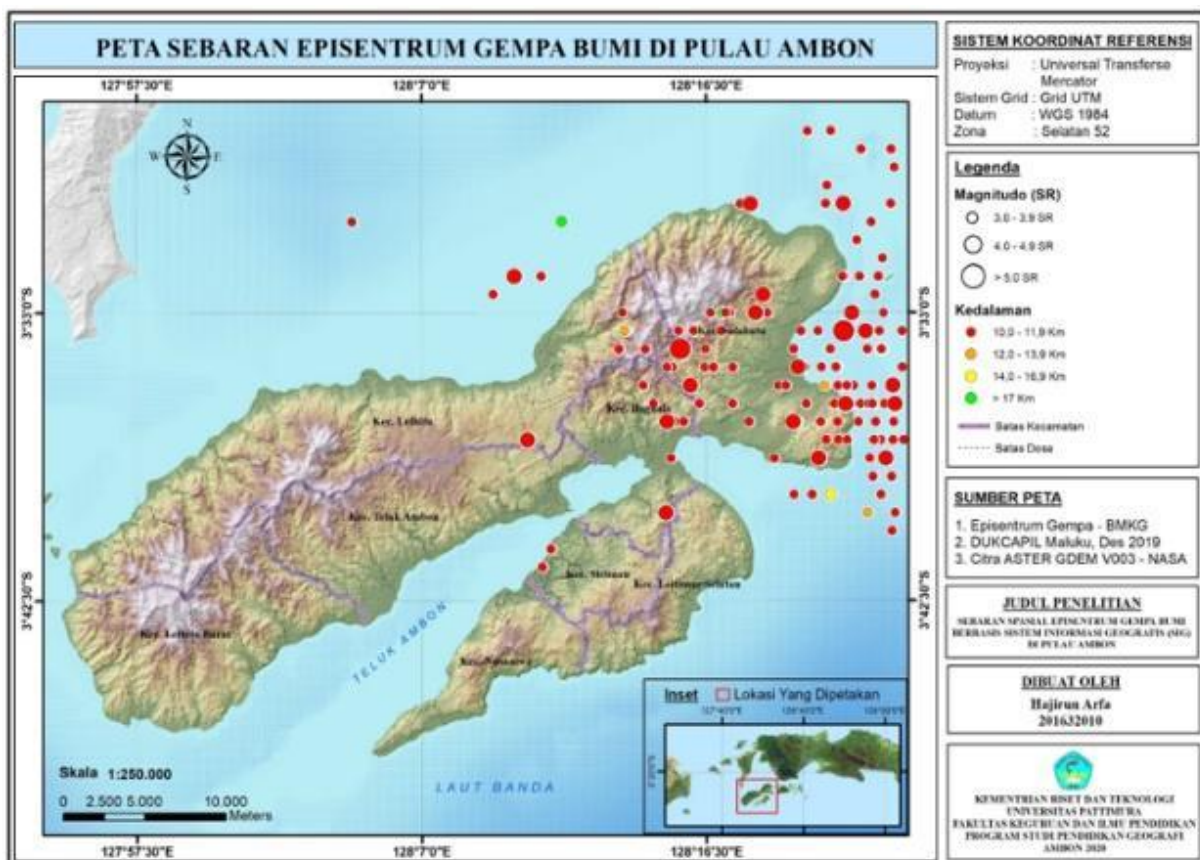 PETA SEBARAN EPISENTRUM GEMPA BUMI DI PULAU AMBON
127°57'30"E
128°7'0"E
128°16'30"E
N
W
E
S
3°33'0"S
3°33'0"S
Kec. Leihitu
Kec. Teluk Ambon
Kec. Sirimau
Kec. Leitimur Selatan
3°42'30"S
3°42'30"S
TELUK AMBON
LAUT BANDA
Skala 1:250.000
0 2.500 5.000 10.000
Meters
Inset
Lokasi Yang Dipetakan
127°57'30"E
128°7'0"E
128°16'30"E
SISTEM KOORDINAT REFERENSI
Proyeksi : Universal Transferse
Mercator
Sistem Grid : Grid UTM
Datum : WGS 1984
Zona : Selatan 52
Legenda
Magnitudo (SR)
3.0 - 3.9 SR
4.0 - 4.9 SR
> 5.0 SR
Kedalaman
10,0 - 11,9 Km
12,0 - 13,9 Km
14,0 - 16,9 Km
> 17 Km
Batas Kecamatan
Batas Desa
SUMBER PETA
1. Episentrum Gempa - BMKG
2. DUKCAPIL Maluku, Des 2019
3. Citra ASTER GDEM V003 - NASA
JUDUL PENELITIAN
SEBARAN SPASIAL EPISENTRUM GEMPA BUMI
BERBASIS SISTEM INFORMASI GEOGRAFIS (SIG)
DI PULAU AMBON
DIBUAT OLEH
Hajirun Arfa
201632010
KEMENTRIAN RISET DAN TEKNOLOGI
UNIVERSITAS PATTIMURA
FAKULTAS KEGURUAN DAN ILMU PENDIDIKAN
PROGRAM STUDI PENDIDIKAN GEOGRAFI
AMBON 2020